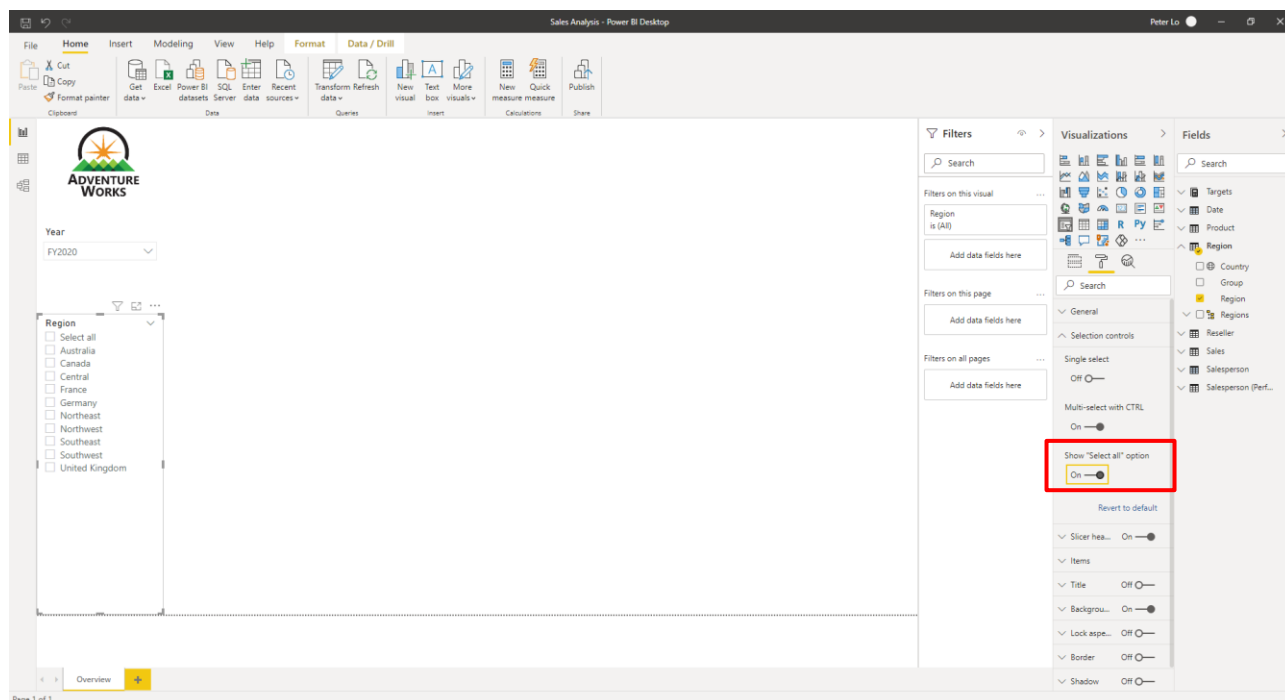 Sales Analysis - Power BI Desktop
Peter Lo
File Home Insert Modeling View Help Format Data / Drill
Paste
Cut
Copy
Format painter
Clipboard
Get data
Excel
Power BI datasets
SQL Server
Enter data
Recent sources
Data
Transform data
Refresh
Queries
New visual
Text box
More visuals
Insert
New measure
Quick measure
Calculations
Publish
Share
ADVENTURE
WORKS
Year
FY2020
Region
Select all
Australia
Canada
Central
France
Germany
Northeast
Northwest
Southeast
Southwest
United Kingdom
Filters
Search
Filters on this visual ...
Region
is (All)
Add data fields here
Filters on this page ...
Add data fields here
Filters on all pages ...
Add data fields here
Visualizations
R Py
Search
General
Selection controls
Single select
Off
Multi-select with CTRL
On
Show "Select all" option
On
Revert to default
Slicer hea... On
Items
Title Off
Backgrou... On
Lock aspe... Off
Border Off
Shadow Off
Fields
Search
Targets
Date
Product
Region
Country
Group
Region
Regions
Reseller
Sales
Salesperson
Salesperson (Perf...
Overview
Page 1 of 1